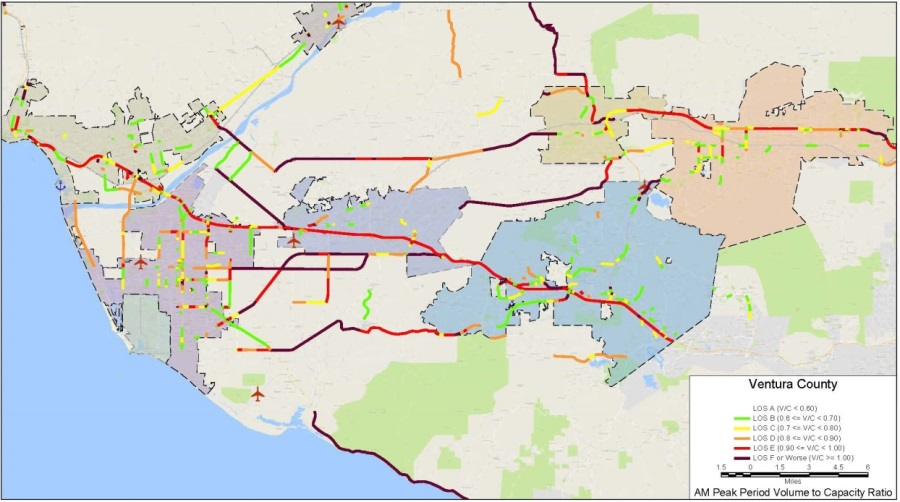 Ventura County
LOS A (V/C < 0.60)
LOS B (0.6 <= V/C < 0.70)
LOS C (0.7 <= V/C < 0.80)
LOS D (0.8 <= V/C < 0.90)
LOS E (0.90 <= V/C < 1.00)
LOS F or Worse (V/C >= 1.00)
1.5 0 1.5 3 4.5 6
Miles
AM Peak Period Volume to Capacity Ratio